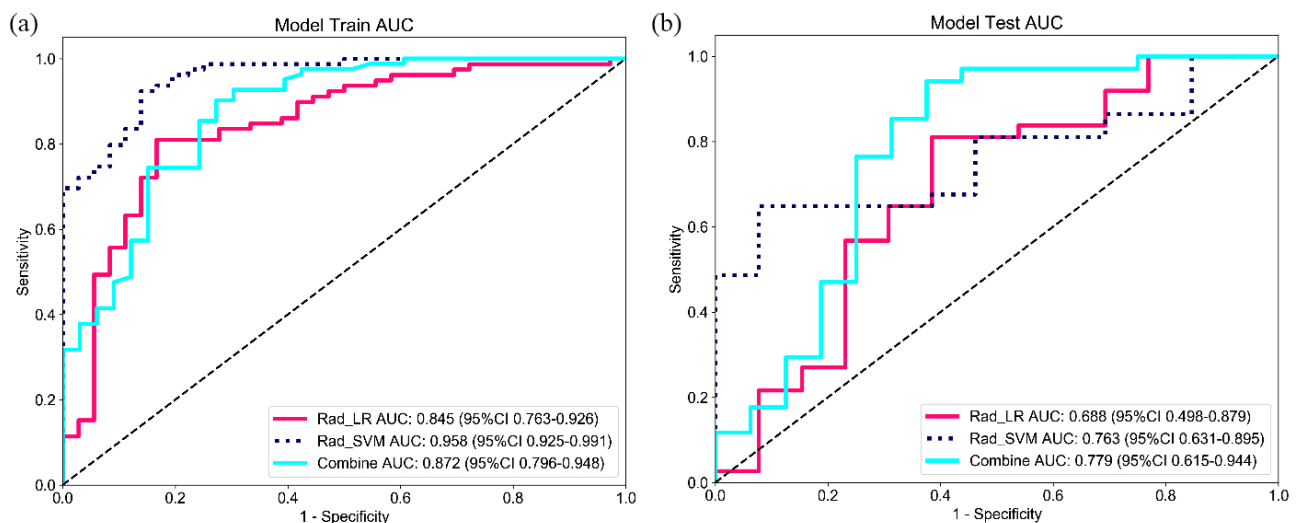 (a)
Model Train AUC
1.0
0.8
0.6
0.4
0.2
0.0
Sensitivity
0.0 0.2 0.4 0.6 0.8 1.0
1 - Specificity
Rad_LR AUC: 0.845 (95%CI 0.763-0.926)
Rad_SVM AUC: 0.958 (95%CI 0.925-0.991)
Combine AUC: 0.872 (95%CI 0.796-0.948)
(b)
Model Test AUC
1.0
0.8
0.6
0.4
0.2
0.0
Sensitivity
0.0 0.2 0.4 0.6 0.8 1.0
1 - Specificity
Rad_LR AUC: 0.688 (95%CI 0.498-0.879)
Rad_SVM AUC: 0.763 (95%CI 0.631-0.895)
Combine AUC: 0.779 (95%CI 0.615-0.944)